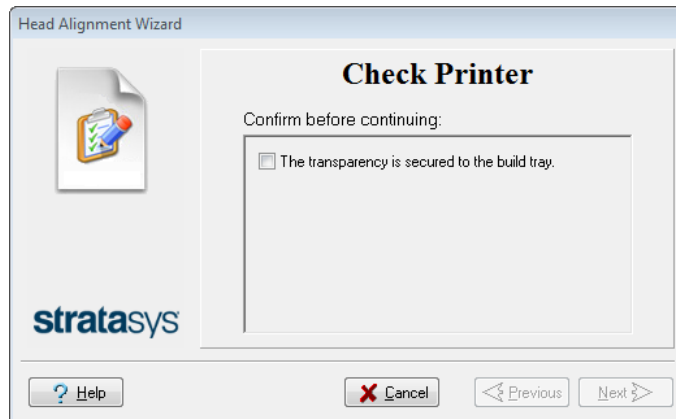 Head Alignment Wizard
Check Printer
Confirm before continuing:
The transparency is secured to the build tray.
stratasys
? Help
Cancel
Previous
Next